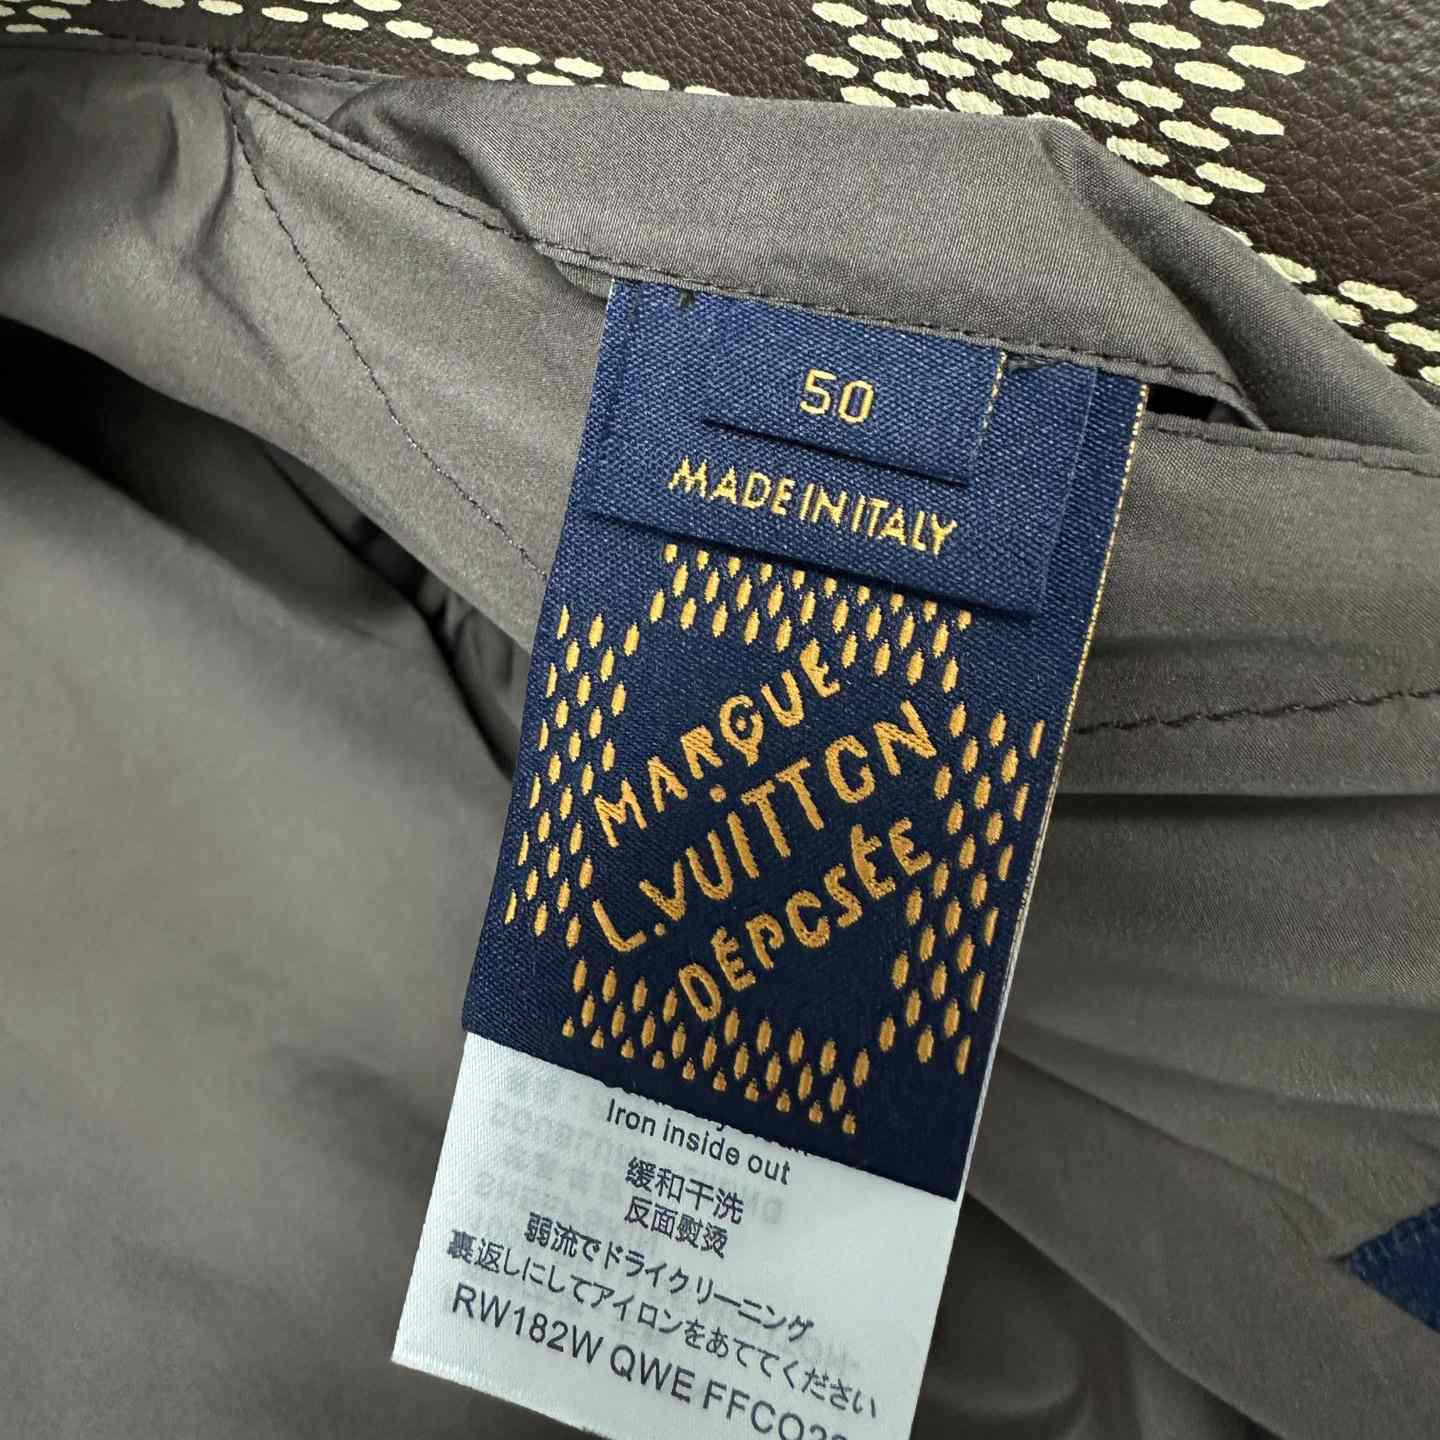 50
MADE IN ITALY
MARQUE
L.VUITTON
DÉPOSÉE
Iron inside out
缓和干洗
反面熨烫
弱流でドライクリーニング
裏返しにしてアイロンをあててください
RW182W QWE FFCO22